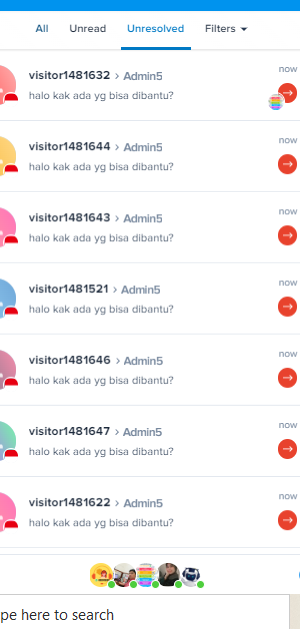 All Unread Unresolved Filters
visitor1481632 > Admin5 now
halo kak ada yg bisa dibantu?
visitor1481644 > Admin5 now
halo kak ada yg bisa dibantu?
visitor1481643 > Admin5 now
halo kak ada yg bisa dibantu?
visitor1481521 > Admin5 now
halo kak ada yg bisa dibantu?
visitor1481646 > Admin5 now
halo kak ada yg bisa dibantu?
visitor1481647 > Admin5 now
halo kak ada yg bisa dibantu?
visitor1481622 > Admin5 now
halo kak ada yg bisa dibantu?
pe here to search